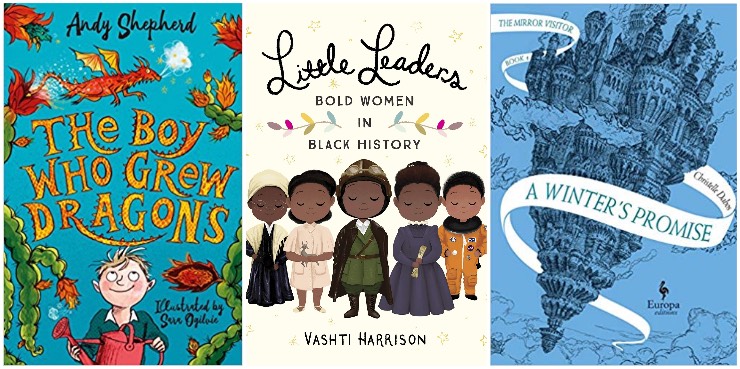 Andy Shepherd
THE BOY
WHO GREW
DRAGONS
Illustrated by
Sara Ogilvie
Little Leaders
BOLD WOMEN
IN
BLACK HISTORY
VASHTI HARRISON
THE MIRROR VISITOR
BOOK 1
A WINTER'S PROMISE
Christelle Dabos
Europa
editions